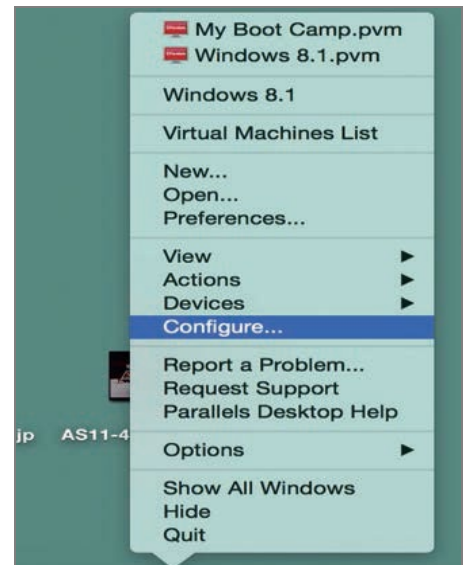 My Boot Camp.pvm
Windows 8.1.pvm
Windows 8.1
Virtual Machines List
New...
Open...
Preferences...
View
Actions
Devices
Configure...
Report a Problem...
Request Support
Parallels Desktop Help
jp AS11-4
Options
Show All Windows
Hide
Quit